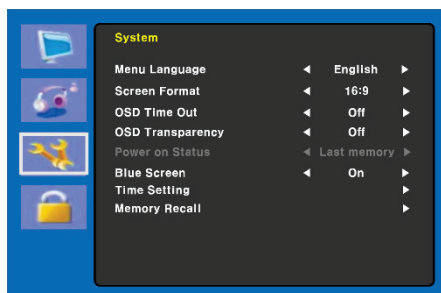 System
Menu Language ◀ English ▶
Screen Format ◀ 16:9 ▶
OSD Time Out ◀ Off ▶
OSD Transparency ◀ Off ▶
Power on Status ◀ Last memory ▶
Blue Screen ◀ On ▶
Time Setting ▶
Memory Recall ▶